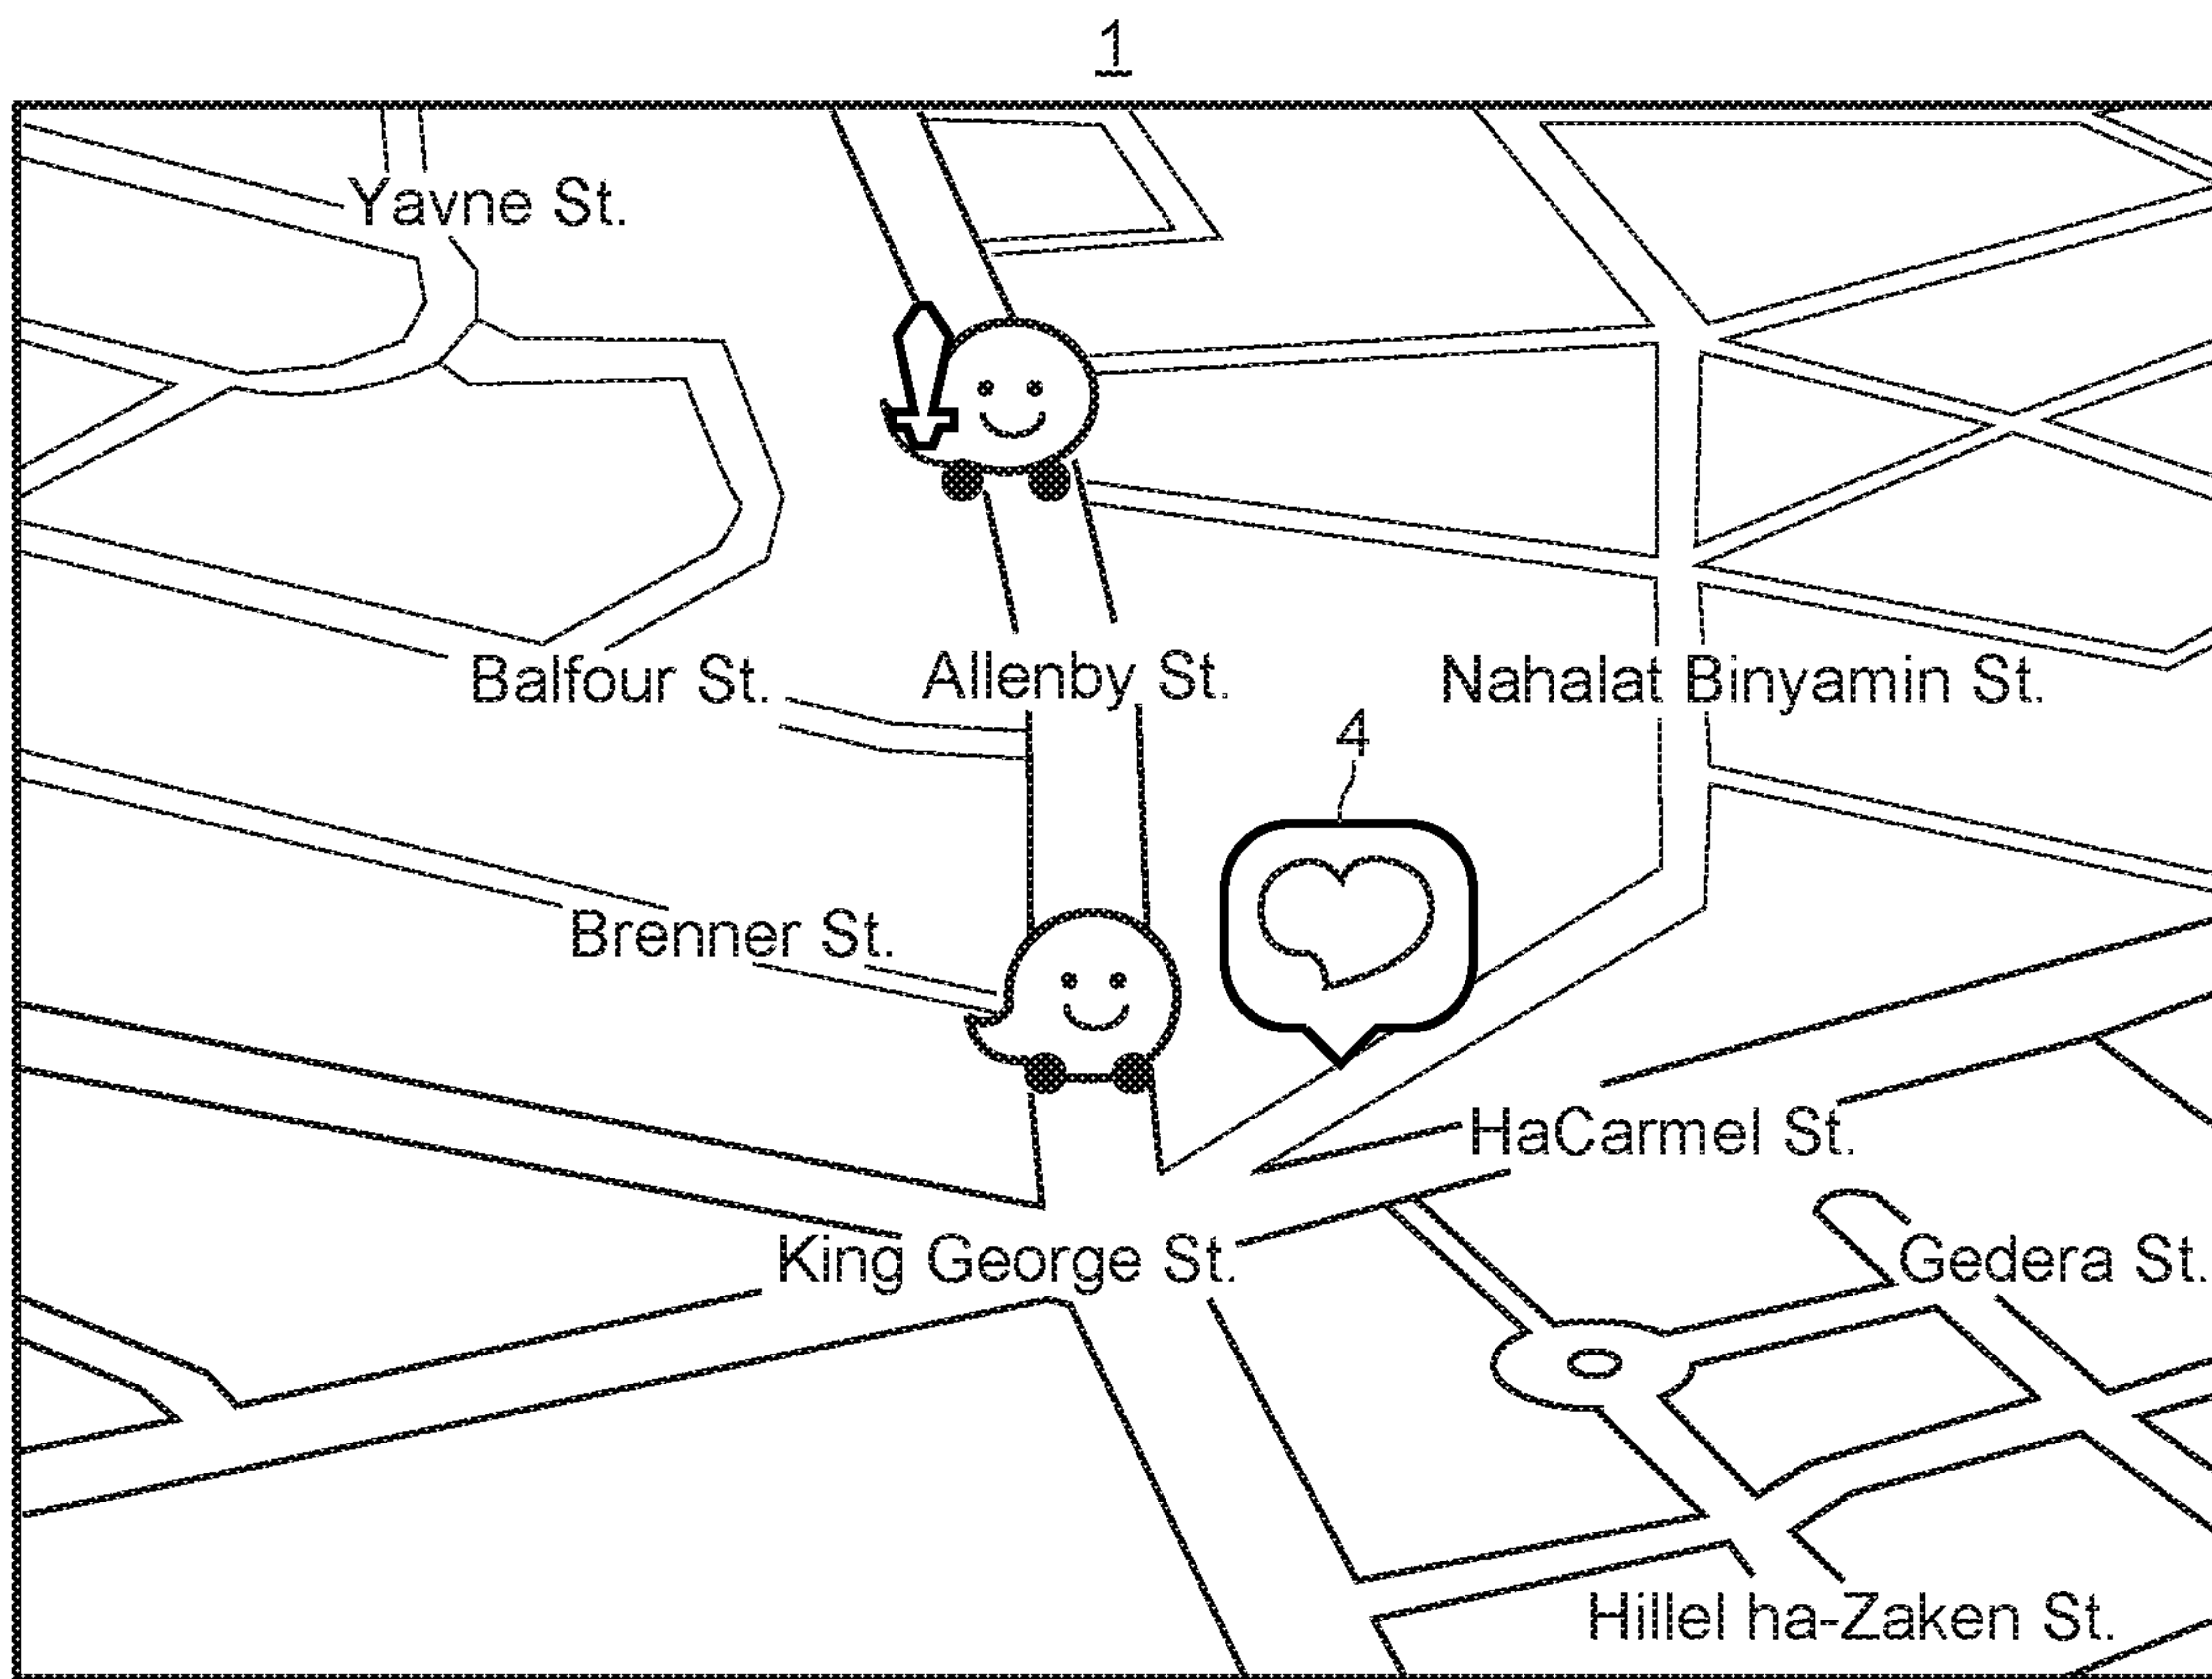 1
Yavne St.
Balfour St.
Allenby St.
Nahalat Binyamin St.
4
Brenner St.
HaCarmel St.
King George St.
Gedera St.
Hillel ha-Zaken St.